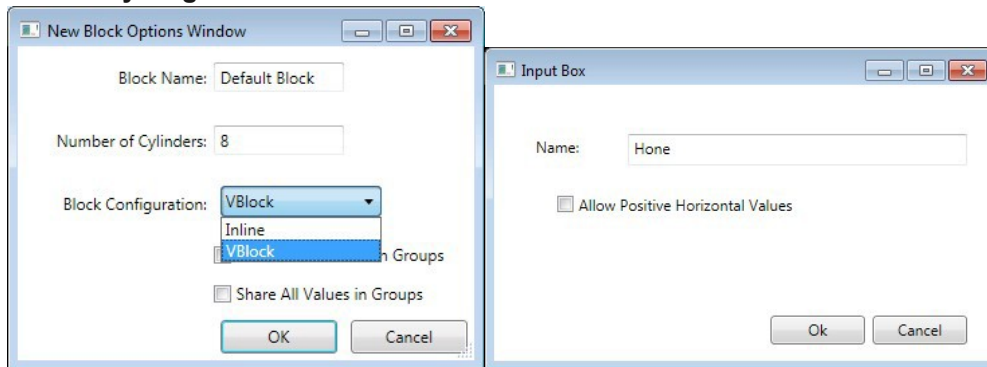 New Block Options Window
Block Name: Default Block
Number of Cylinders: 8
Block Configuration: VBlock
Inline
VBlock
Groups
Share All Values in Groups
OK Cancel
Input Box
Name: Hone
Allow Positive Horizontal Values
Ok Cancel